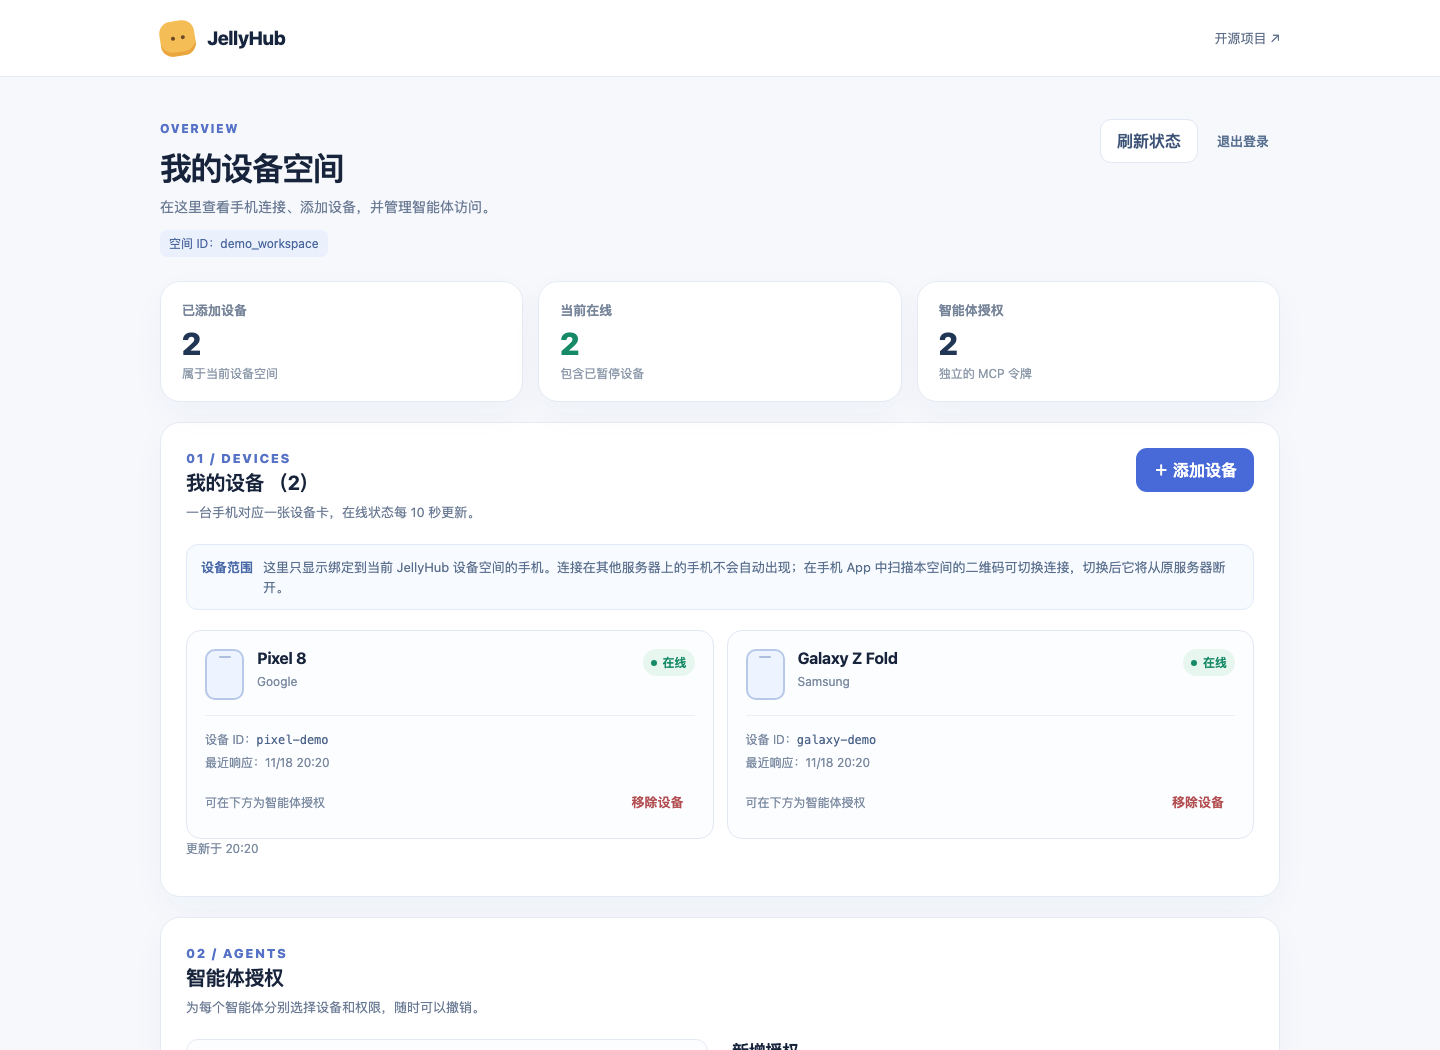 JellyHub
开源项目 ↗
OVERVIEW
我的设备空间
在这里查看手机连接、添加设备，并管理智能体访问。
空间 ID：demo_workspace
刷新状态
退出登录
已添加设备
2
属于当前设备空间
当前在线
2
包含已暂停设备
智能体授权
2
独立的 MCP 令牌
01 / DEVICES
我的设备 （2）
一台手机对应一张设备卡，在线状态每 10 秒更新。
+ 添加设备
设备范围 这里只显示绑定到当前 JellyHub 设备空间的手机。连接在其他服务器上的手机不会自动出现；在手机 App 中扫描本空间的二维码可切换连接，切换后它将从原服务器断
开。
Pixel 8
Google
在线
设备 ID：pixel-demo
最近响应：11/18 20:20
可在下方为智能体授权
移除设备
Galaxy Z Fold
Samsung
在线
设备 ID：galaxy-demo
最近响应：11/18 20:20
可在下方为智能体授权
移除设备
更新于 20:20
02 / AGENTS
智能体授权
为每个智能体分别选择设备和权限，随时可以撤销。
新增授权